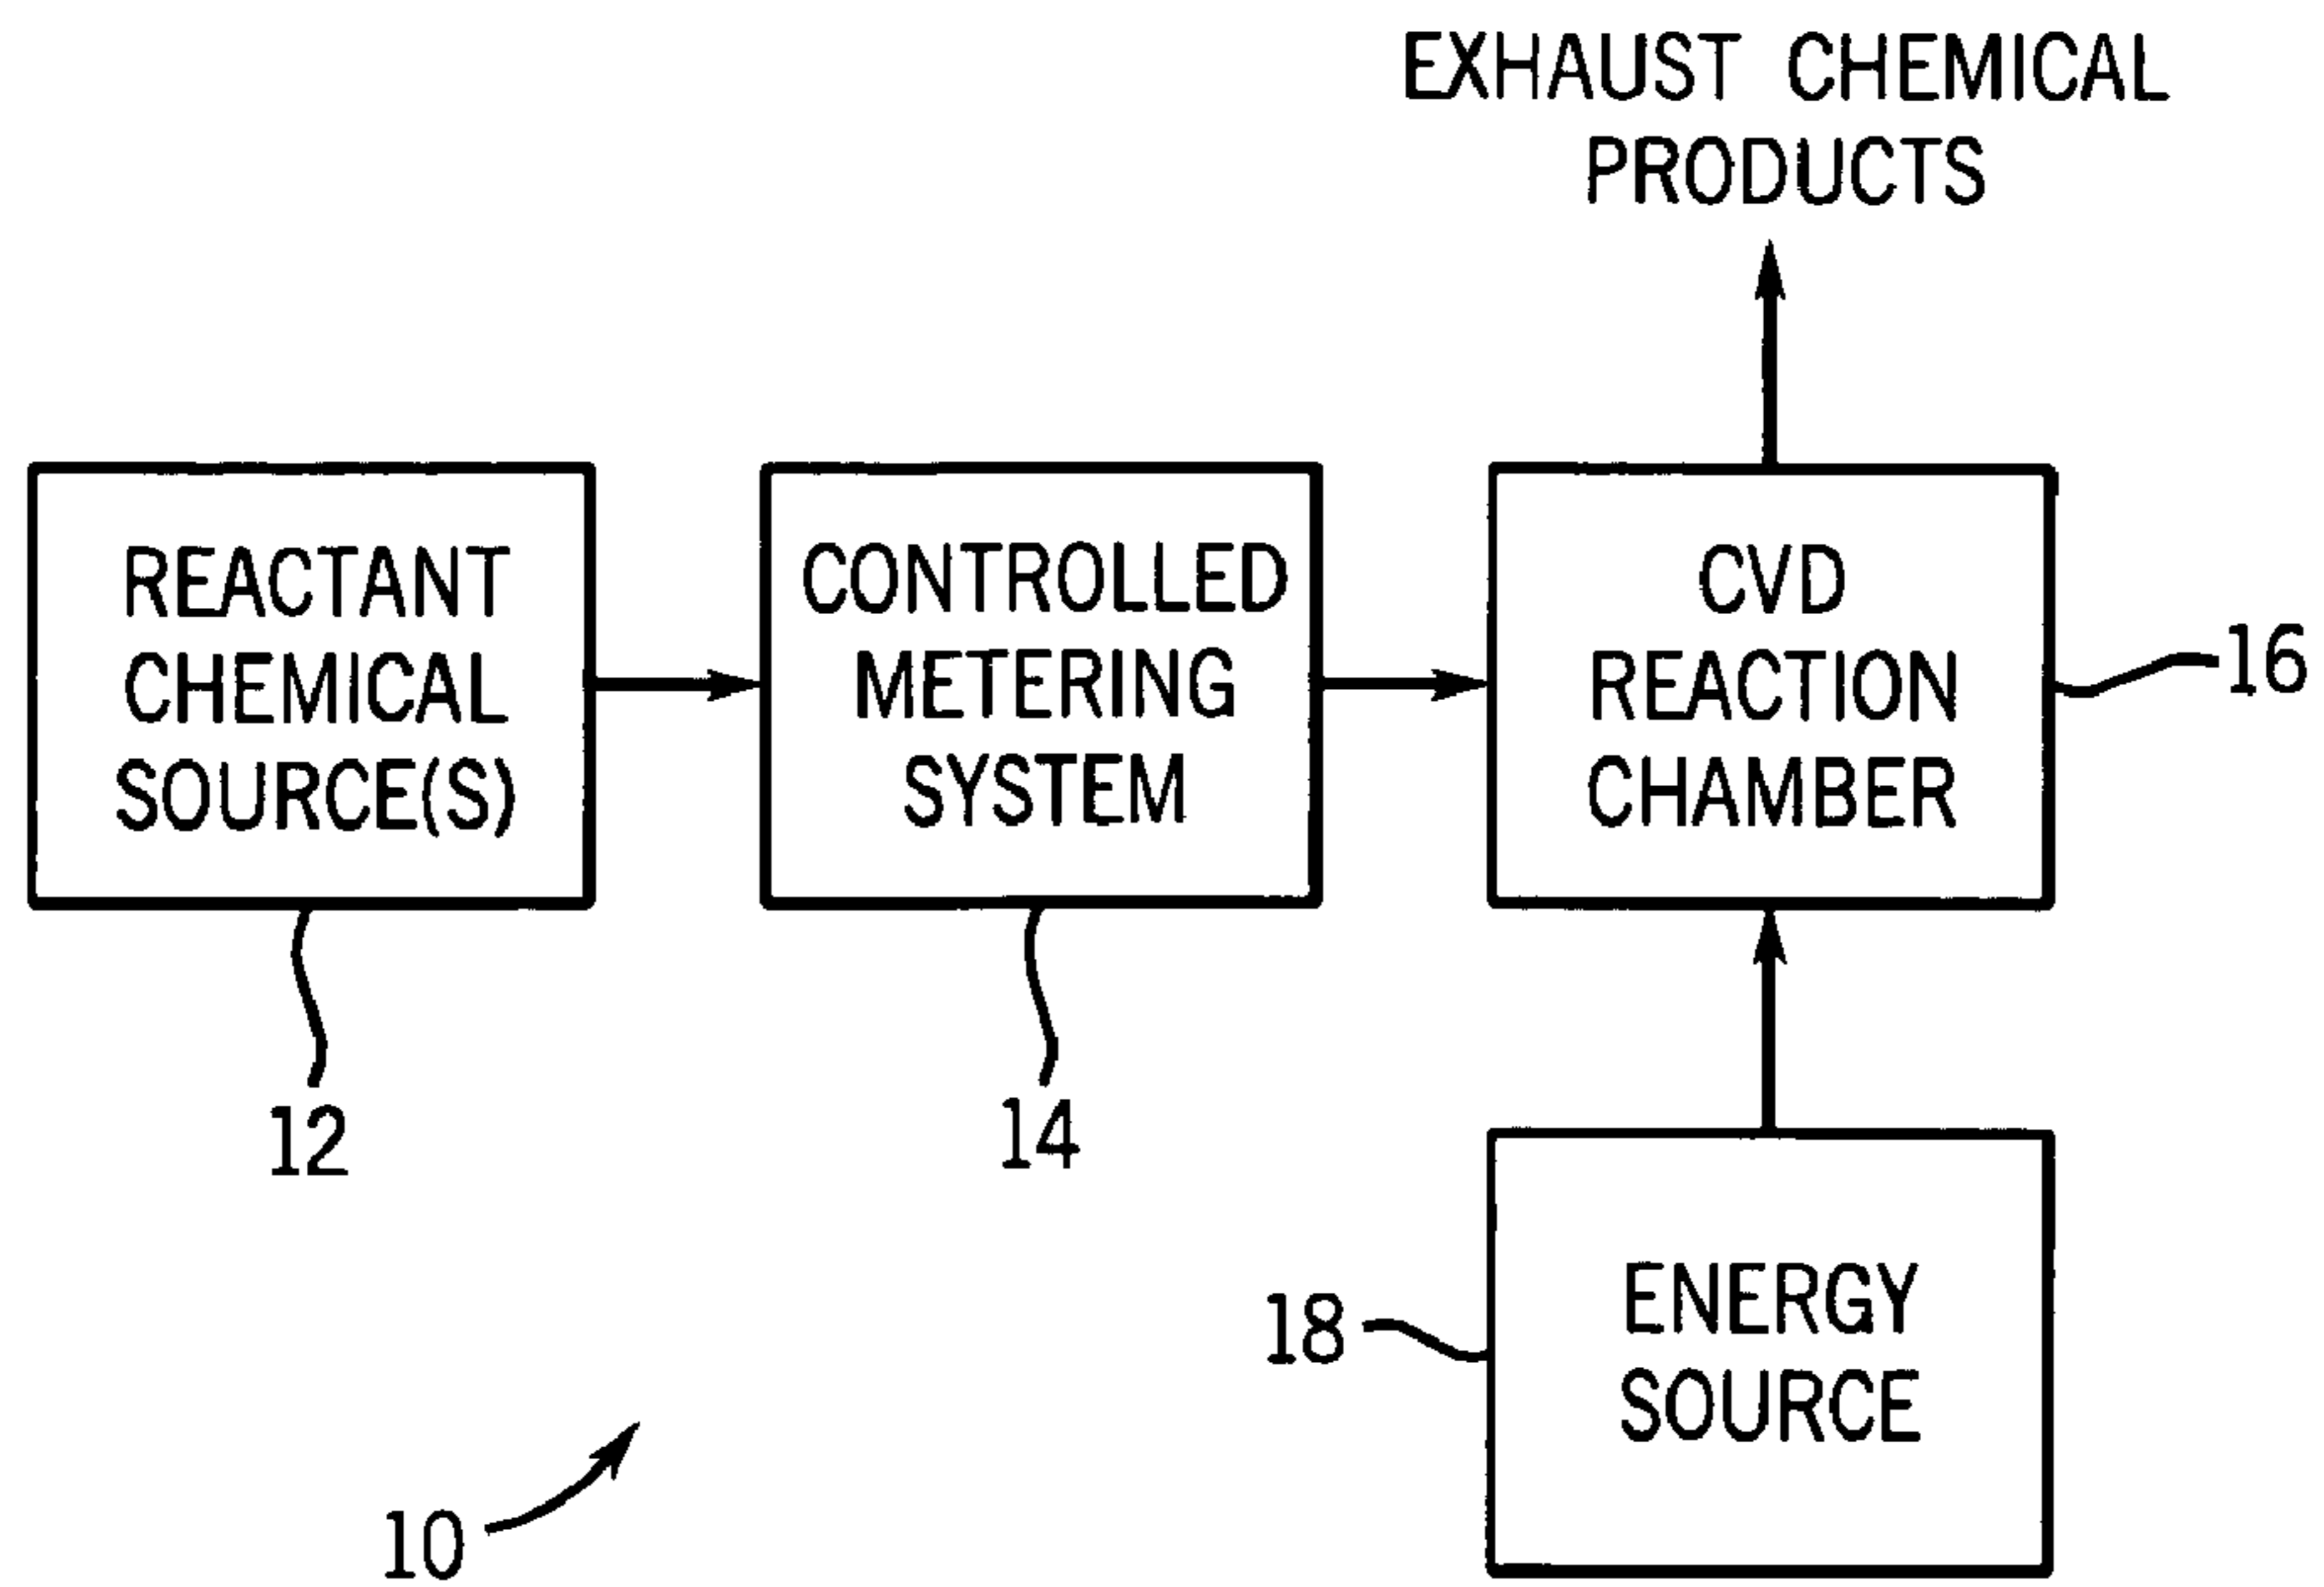 EXHAUST CHEMICAL
PRODUCTS
REACTANT
CHEMICAL
SOURCE(S)
12
CONTROLLED
METERING
SYSTEM
14
CVD
REACTION
CHAMBER
16
ENERGY
SOURCE
18
10